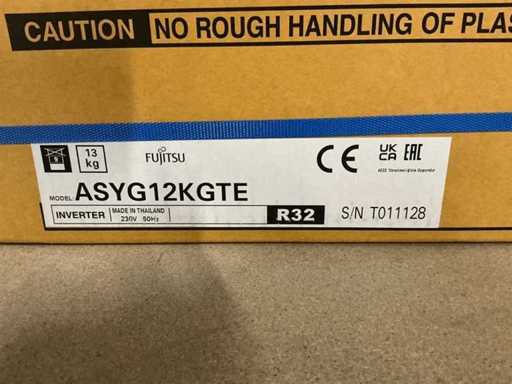 CAUTION NO ROUGH HANDLING OF PLAS
13 kg
FUJITSU
CE UK CA EAC
MODEL ASYG12KGTE
INVERTER
MADE IN THAILAND
230V 50Hz
R32
S/N T011128